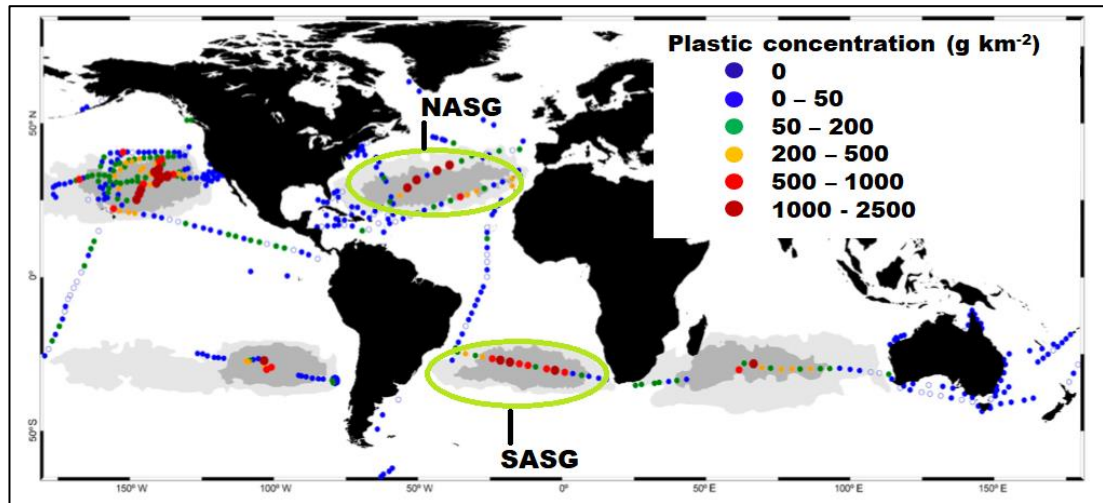 Plastic concentration (g km-2)
0
0 – 50
50 – 200
200 – 500
500 – 1000
1000 - 2500
NASG
SASG
50°N
0°
50°S
150°W
100°W
50°W
0°
50°E
100°E
150°E